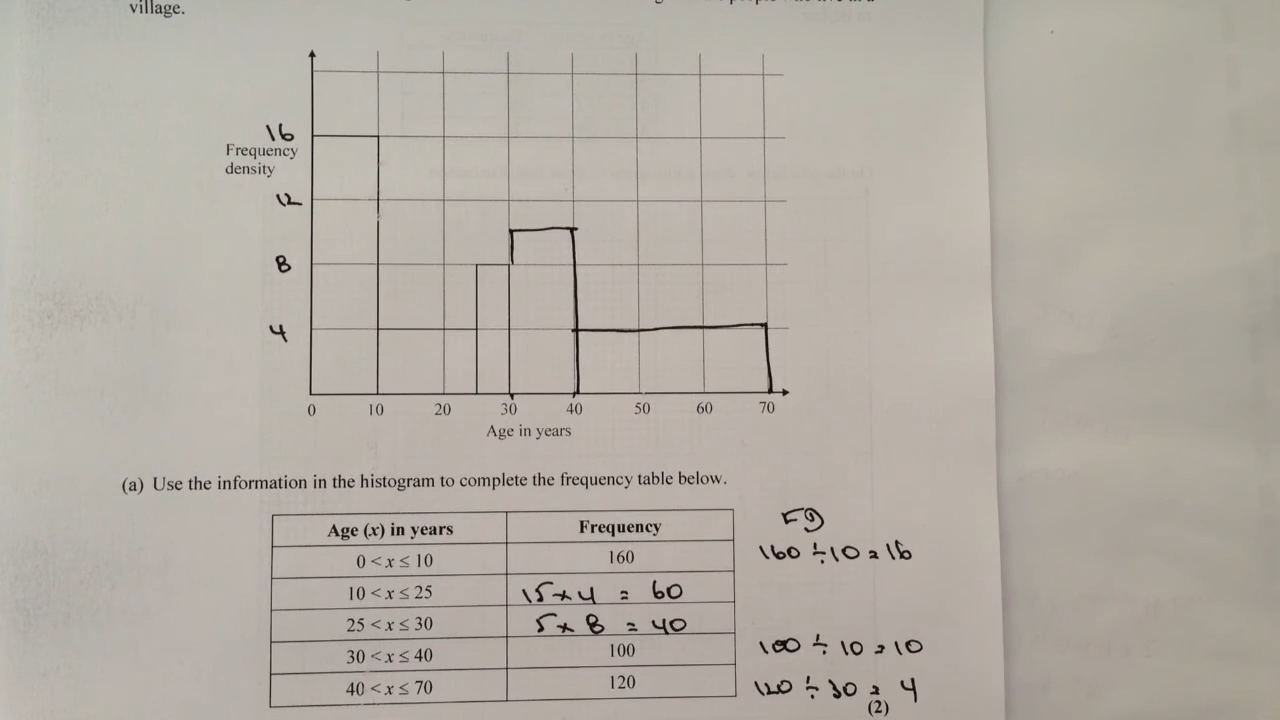 village.
16
Frequency
density
12
8
4
0 10 20 30 40 50 60 70
Age in years
(a) Use the information in the histogram to complete the frequency table below.
FD
Age (x) in years Frequency
0 < x ≤ 10 160 160 ÷ 10 = 16
10 < x ≤ 25 15 × 4 = 60
25 < x ≤ 30 5 × 8 = 40
30 < x ≤ 40 100 100 ÷ 10 = 10
40 < x ≤ 70 120 120 ÷ 30 = 4
(2)